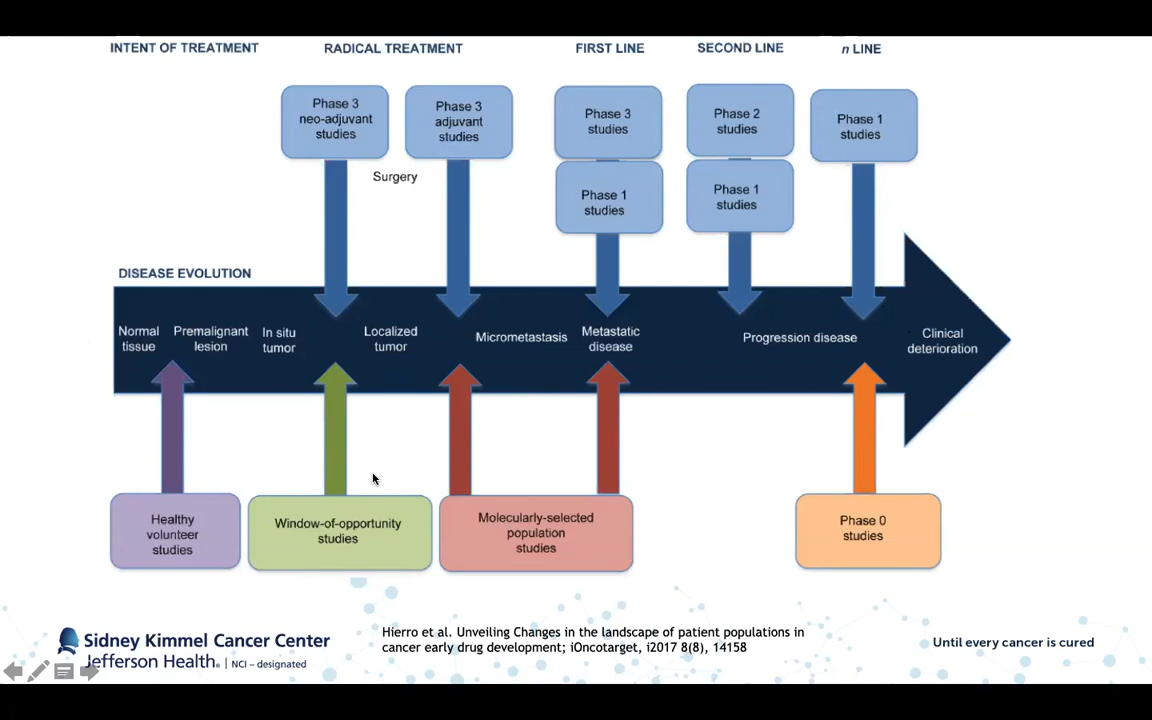 INTENT OF TREATMENT
RADICAL TREATMENT
FIRST LINE
SECOND LINE
n LINE
Phase 3
neo-adjuvant
studies
Phase 3
adjuvant
studies
Phase 3
studies
Phase 2
studies
Phase 1
studies
Surgery
Phase 1
studies
Phase 1
studies
DISEASE EVOLUTION
Normal
tissue
Premalignant
lesion
In situ
tumor
Localized
tumor
Micrometastasis
Metastatic
disease
Progression disease
Clinical
deterioration
Healthy
volunteer
studies
Window-of-opportunity
studies
Molecularly-selected
population
studies
Phase 0
studies
Sidney Kimmel Cancer Center
Jefferson Health. | NCI – designated
Hierro et al. Unveiling Changes in the landscape of patient populations in
cancer early drug development; iOncotarget, i2017 8(8), 14158
Until every cancer is cured